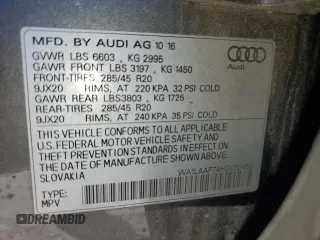 MFD. BY AUDI AG 10 16
GVWR LBS 6603 , KG 2995
GAWR FRONT LBS 3197 , KG 1450
FRONT-TIRES 285/45 R20
9JX20 RIMS, AT 220 KPA 32 PSI COLD
GAWR REAR LBS3803 , KG 1725
REAR-TIRES 285/45 R20
9JX20 RIMS, AT 240 KPA 35 PSI COLD
THIS VEHICLE CONFORMS TO ALL APPLICABLE
U.S. FEDERAL MOTOR VEHICLE SAFETY AND
THEFT PREVENTION STANDARDS IN EFFECT ON
THE DATE OF MANUFACTURE SHOWN ABOVE
SLOVAKIA
TYPE:
MPV
Audi
DREAMBID